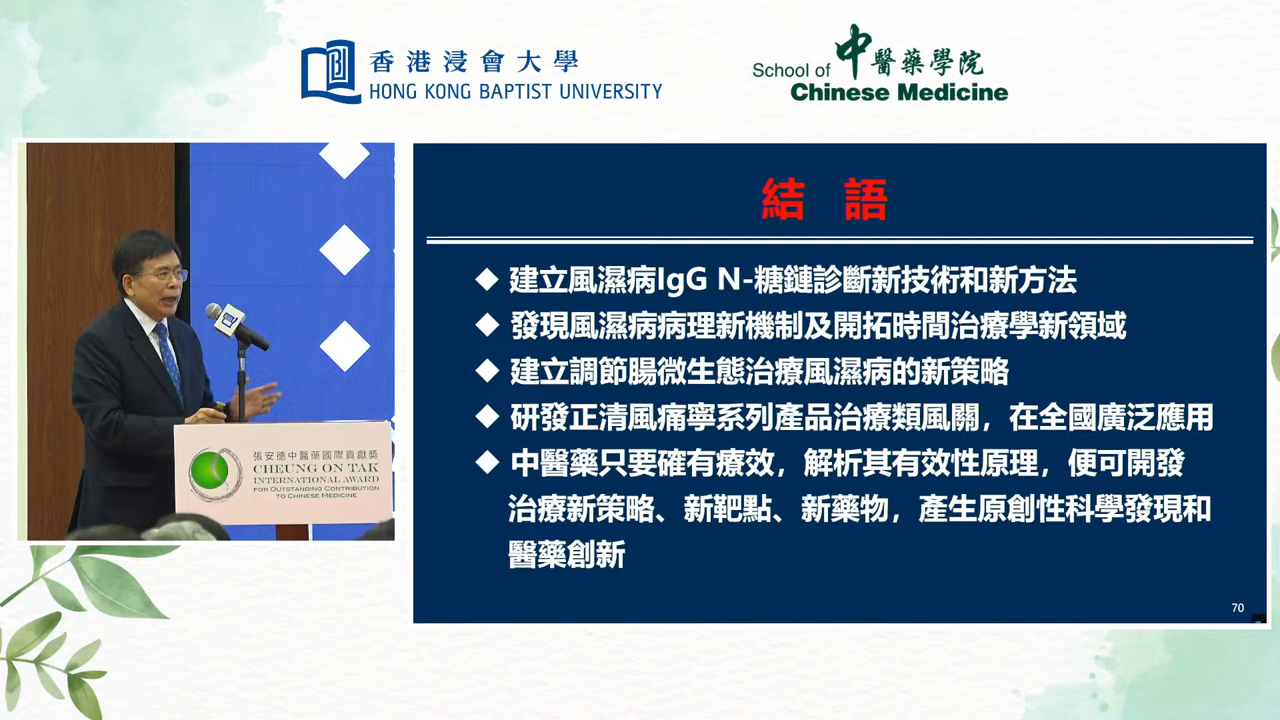 香港浸會大學
HONG KONG BAPTIST UNIVERSITY
School of 中醫藥學院
Chinese Medicine
張安德中醫藥國際貢獻獎
CHEUNG ON TAK
INTERNATIONAL AWARD
FOR OUTSTANDING CONTRIBUTION
TO CHINESE MEDICINE
結 語
◆ 建立風濕病IgG N-糖鏈診斷新技術和新方法
◆ 發現風濕病病理新機制及開拓時間治療學新領域
◆ 建立調節腸微生態治療風濕病的新策略
◆ 研發正清風痛寧系列產品治療類風關，在全國廣泛應用
◆ 中醫藥只要確有療效，解析其有效性原理，便可開發
治療新策略、新靶點、新藥物，產生原創性科學發現和
醫藥創新
70